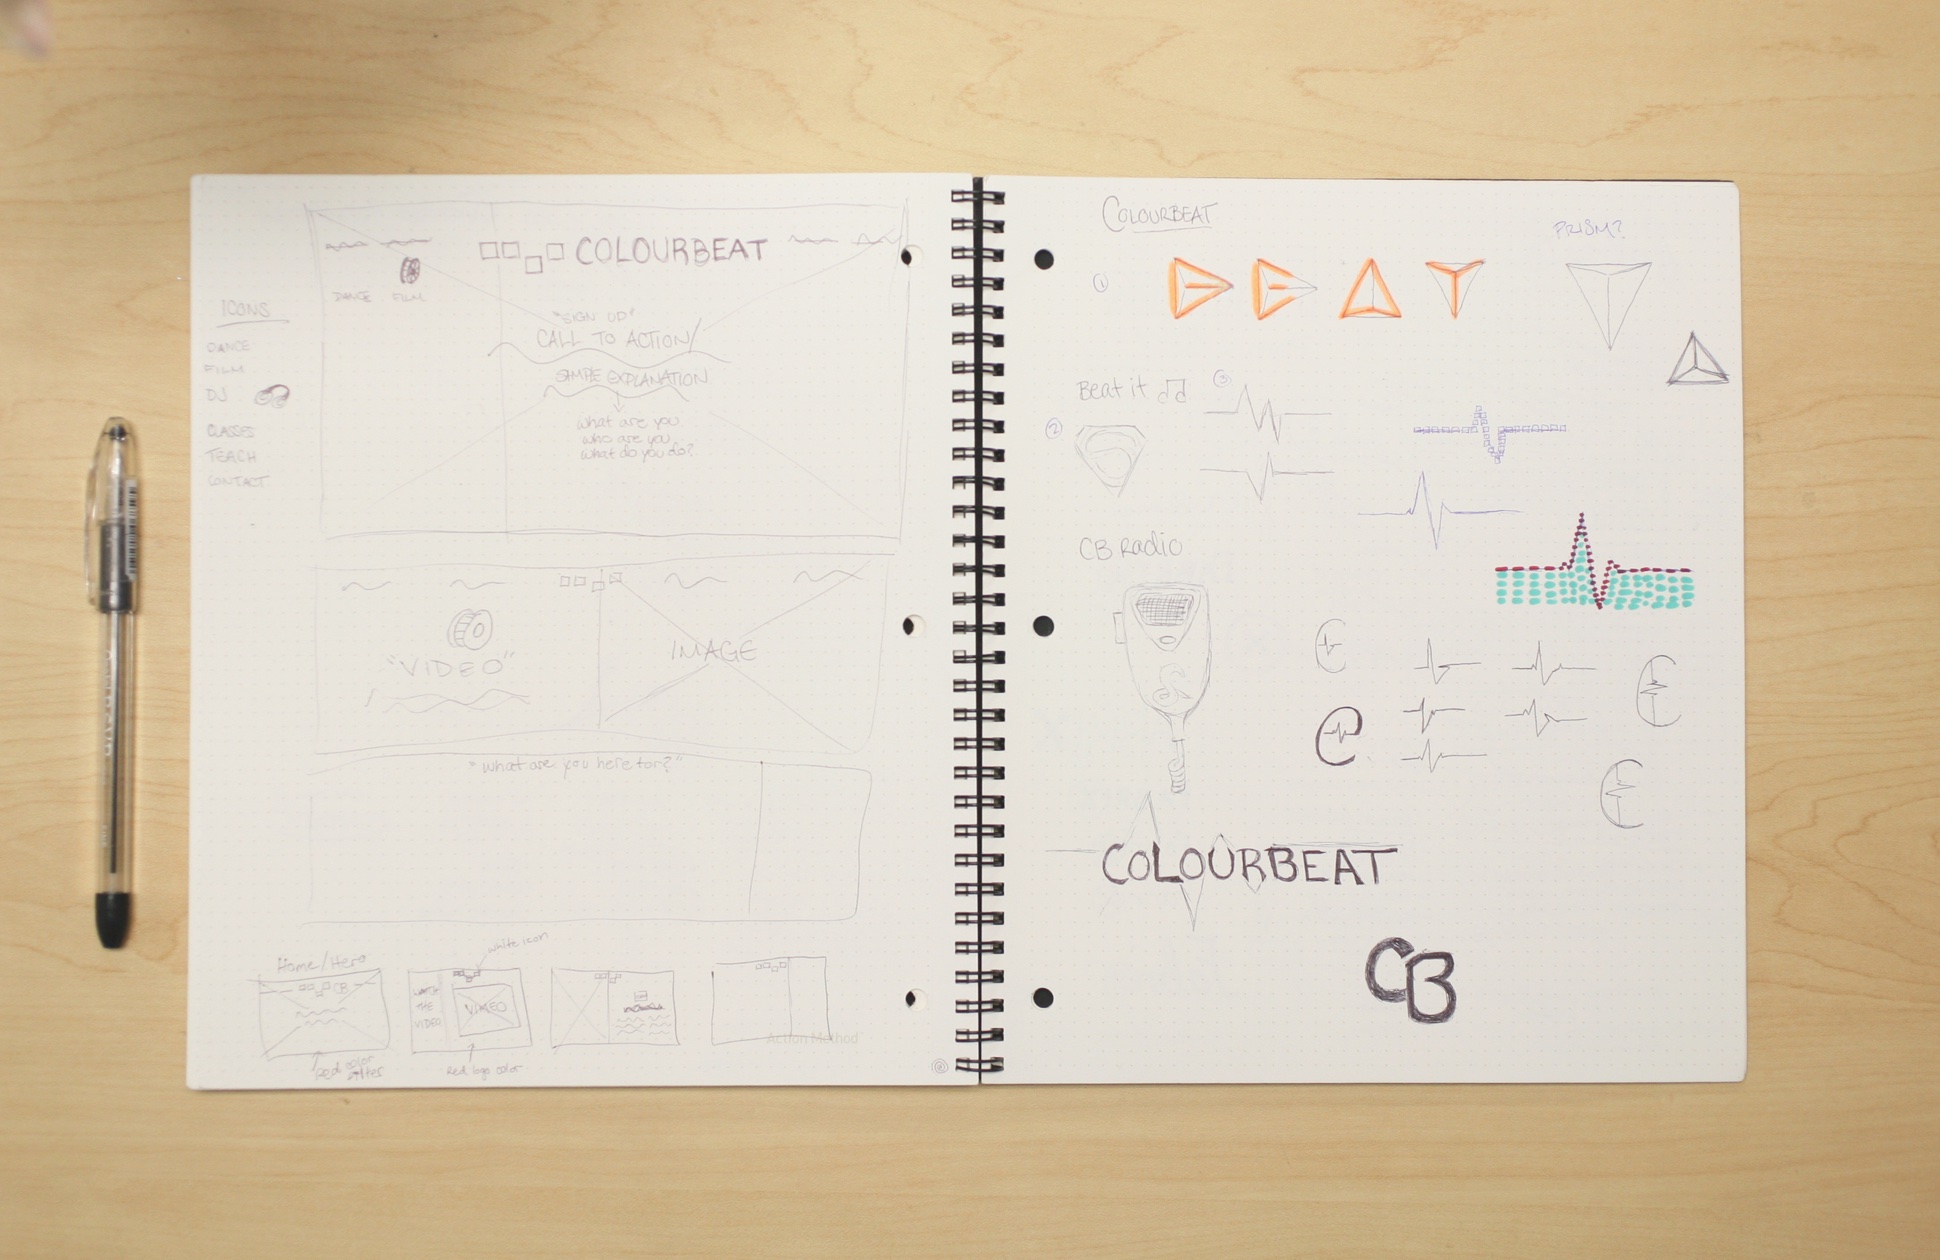 COLOURBEAT
DANCE FILM
ICONS
DANCE
FILM
DJ
CLASSES
TEACH
CONTACT
"SIGN UP"
CALL TO ACTION/
SIMPLE EXPLANATION
what are you
who are you
what do you do?
"VIDEO"
IMAGE
"what are you here for?"
white icon
Home/Hero
CB
WATCH
THE
VIDEO
VIDEO
Red color
filter
Red logo color
Action Method
COLOURBEAT
PRISM?
1
Beat it
3
2
CB Radio
COLOURBEAT
CB